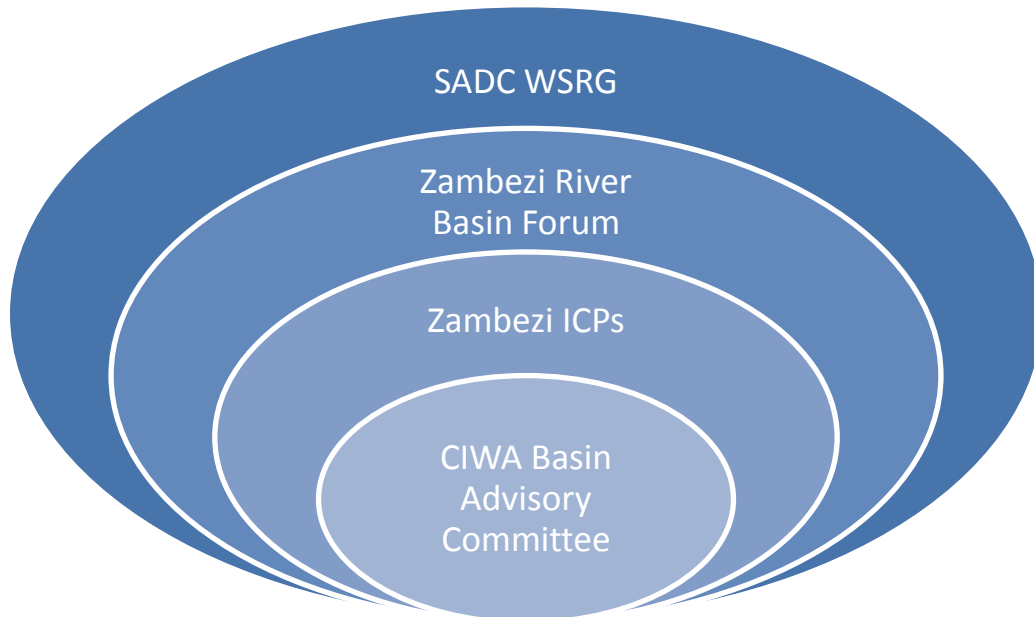 SADC WSRG
Zambezi River
Basin Forum
Zambezi ICPs
CIWA Basin
Advisory
Committee